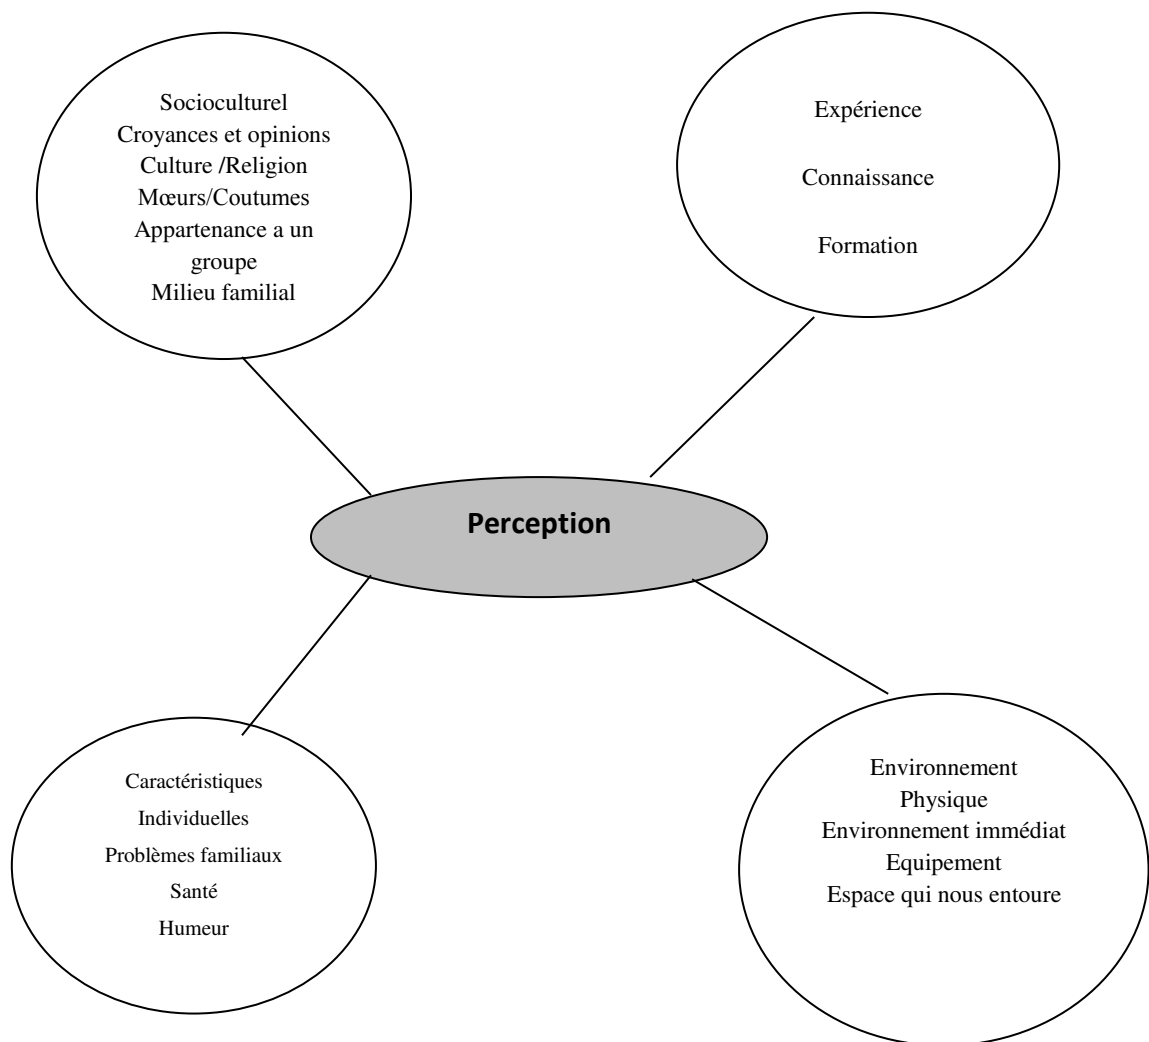 Socioculturel
Croyances et opinions
Culture /Religion
Mœurs/Coutumes
Appartenance a un
groupe
Milieu familial
Expérience
Connaissance
Formation
Perception
Caractéristiques
Individuelles
Problèmes familiaux
Santé
Humeur
Environnement
Physique
Environnement immédiat
Equipement
Espace qui nous entoure